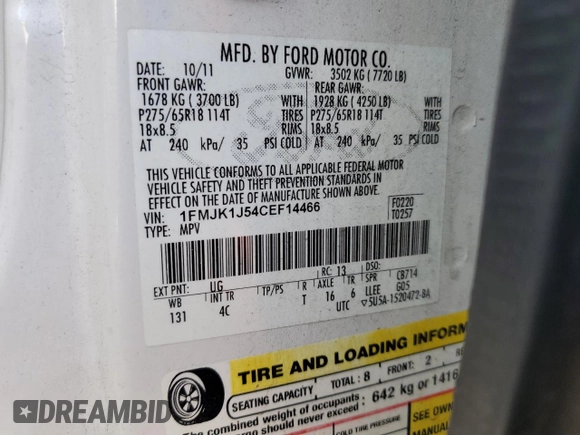 MFD. BY FORD MOTOR CO.
DATE: 10/11 GVWR: 3502 KG (7720 LB)
FRONT GAWR: REAR GAWR:
1678 KG (3700 LB) WITH 1928 KG (4250 LB) WITH
P275/65R18 114T TIRES P275/65R18 114T TIRES
18x8.5 RIMS 18x8.5 RIMS
AT 240 kPa/ 35 PSI COLD AT 240 kPa/ 35 PSI COLD
THIS VEHICLE CONFORMS TO ALL APPLICABLE FEDERAL MOTOR
VEHICLE SAFETY AND THEFT PREVENTION STANDARDS IN
EFFECT ON THE DATE OF MANUFACTURE SHOWN ABOVE.
VIN: 1FMJK1J54CEF14466 F0220
TYPE: MPV T0257
RC: 13 DSO:
EXT PNT: UG R AXLE TR SPR CB714
WB INT TR TP/PS T 16 6 LLEE G05
131 4C UTC 5U5A-1520472-BA
TIRE AND LOADING INFORM
SEATING CAPACITY TOTAL: 8 FRONT: 2
The combined weight of occupants
should never exceed: 642 kg or 1416
COLD TIRE PRESSURE
SEE OWN
MANUAL
DREAMBID